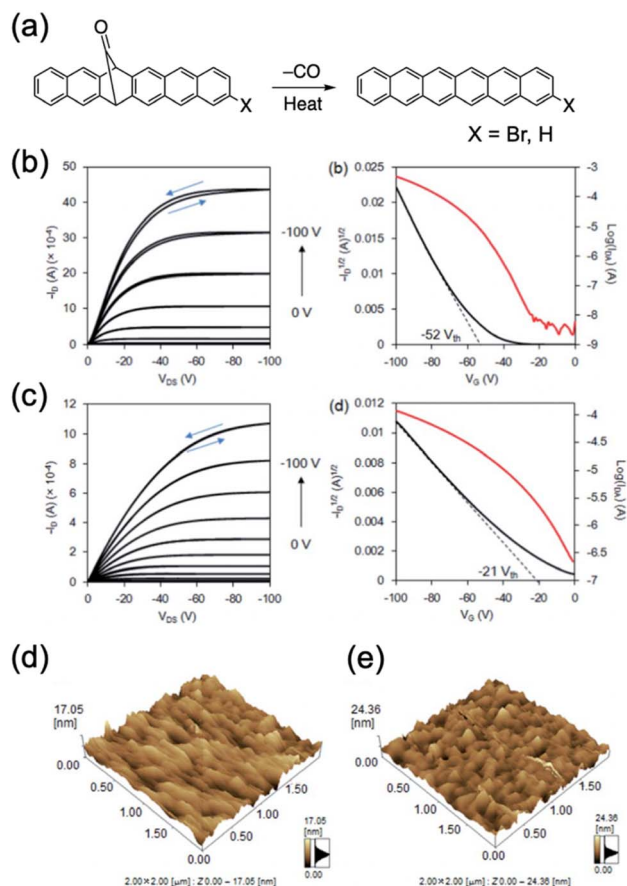 (a)
O
X
–CO
Heat
X
X = Br, H
(b)
-I_D (A) (× 10⁻⁴)
50
40
30
20
10
0
0 -20 -40 -60 -80 -100
V_DS (V)
-100 V
0 V
(b)
-I_D^1/2 (A)^1/2
0.025
0.02
0.015
0.01
0.005
0
-100 -80 -60 -40 -20 0
V_G (V)
-52 V_th
-3
-4
-5
-6
-7
-8
-9
(c)
-I_D (A) (× 10⁻⁴)
12
10
8
6
4
2
0
0 -20 -40 -60 -80 -100
V_DS (V)
-100 V
0 V
(d)
-I_D^1/2 (A)^1/2
0.012
0.01
0.008
0.006
0.004
0.002
0
-100 -80 -60 -40 -20 0
V_G (V)
-21 V_th
-4
-4.5
-5
-5.5
-6
-6.5
-7
(d)
17.05
[nm]
0.00
0.50
1.00
1.50
0.00
0.50
1.00
1.50
17.05
[nm]
0.00
2.00×2.00 [μm] : Z 0.00 – 17.05 [nm]
(e)
24.36
[nm]
0.00
0.50
1.00
1.50
0.00
0.50
1.00
1.50
24.36
[nm]
0.00
2.00×2.00 [μm] : Z 0.00 – 24.36 [nm]